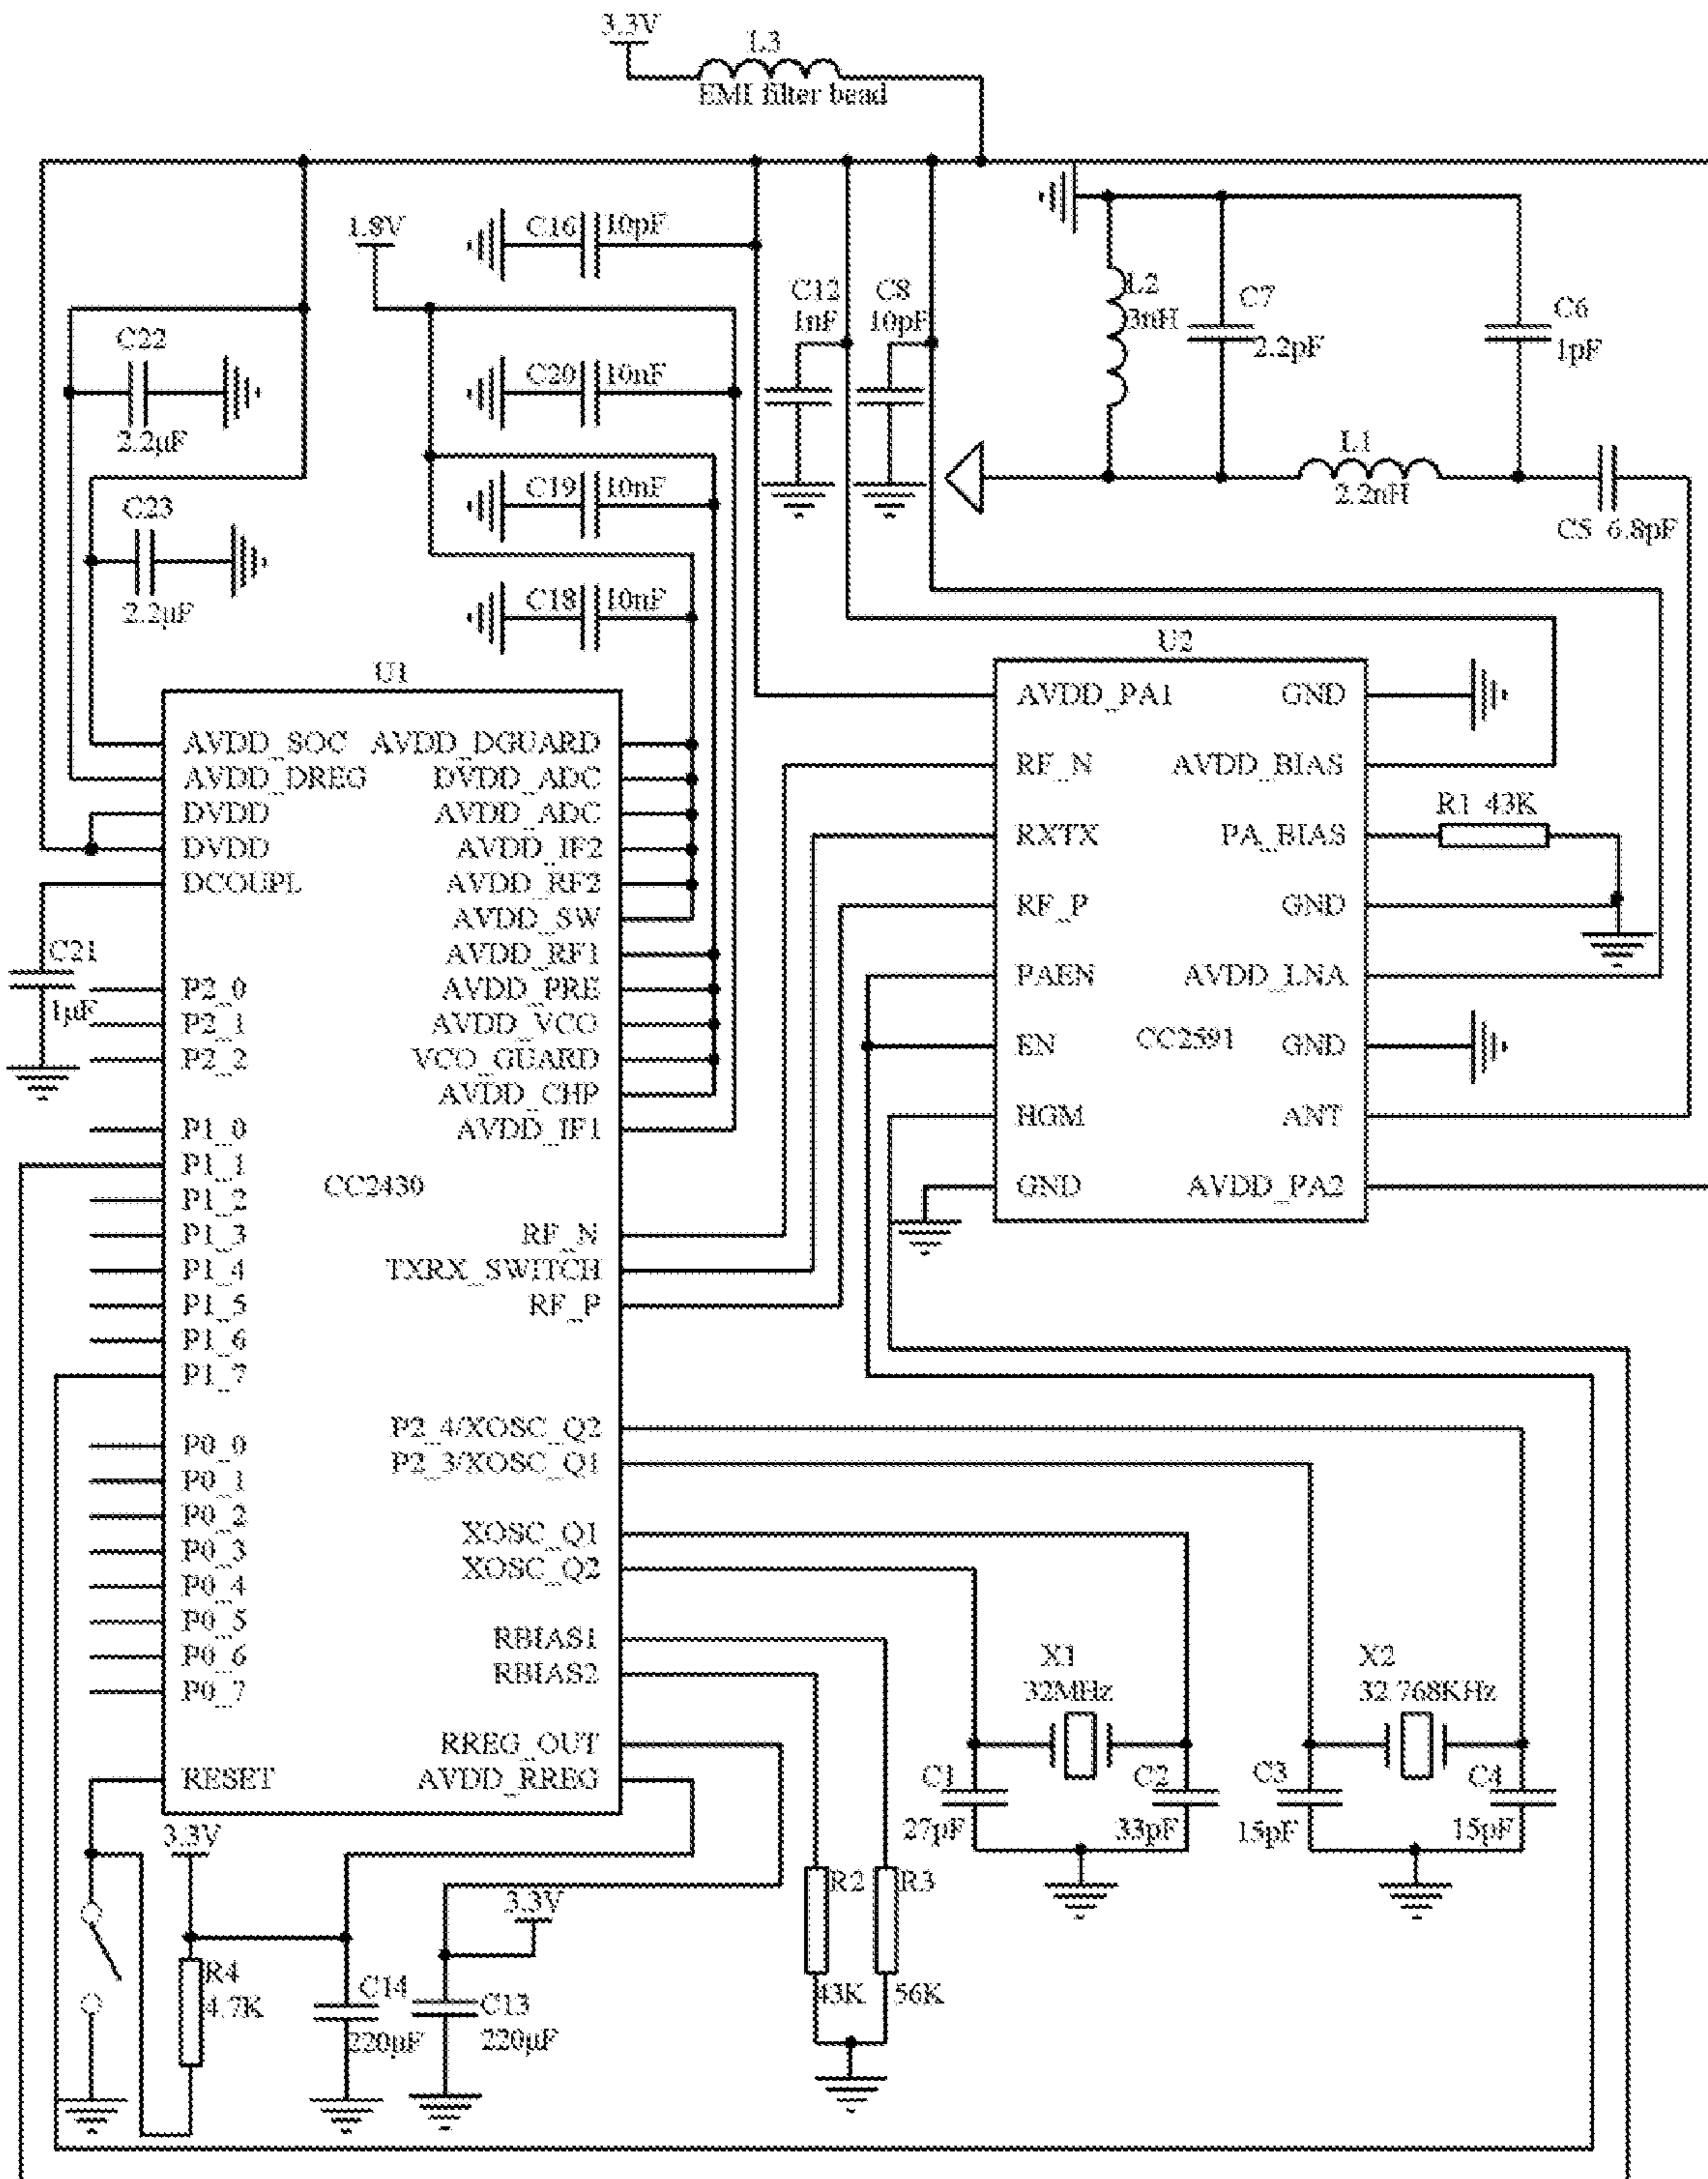 3.3V
L3
EMI filter bead
1.8V
C16 10pF
C12
1nF
C8
10pF
L2
3nH
C7
2.2pF
C6
1pF
C22
2.2μF
C20 10nF
L1
2.2nH
C5 6.8pF
C19 10nF
C23
2.2μF
C18 10nF
U1
U2
AVDD_SOC AVDD_DGUARD
AVDD_DREG DVDD_ADC
DVDD AVDD_ADC
DVDD AVDD_IF2
DCOUPL AVDD_RF2
AVDD_SW
AVDD_RF1
P2_0 AVDD_PRE
P2_1 AVDD_VCO
P2_2 VCO_GUARD
AVDD_CHP
P1_0 AVDD_IF1
P1_1
CC2430
P1_2
P1_3 RF_N
P1_4 TXRX_SWITCH
P1_5 RF_P
P1_6
P1_7
P2_4/XOSC_Q2
P0_0
P2_3/XOSC_Q1
P0_1
P0_2
XOSC_Q1
P0_3
XOSC_Q2
P0_4
P0_5
RBIAS1
P0_6
RBIAS2
P0_7
RREG_OUT
RESET AVDD_RREG
C21
1μF
AVDD_PA1 GND
RF_N AVDD_BIAS
R1 43K
RXTX PA_BIAS
RF_P GND
PAEN AVDD_LNA
EN CC2591 GND
HGM ANT
GND AVDD_PA2
X1
32MHz
X2
32.768KHz
C1
27pF
C2
33pF
C3
15pF
C4
15pF
3.3V
R4
4.7K
C14
220μF
3.3V
C13
220μF
R2
43K
R3
56K